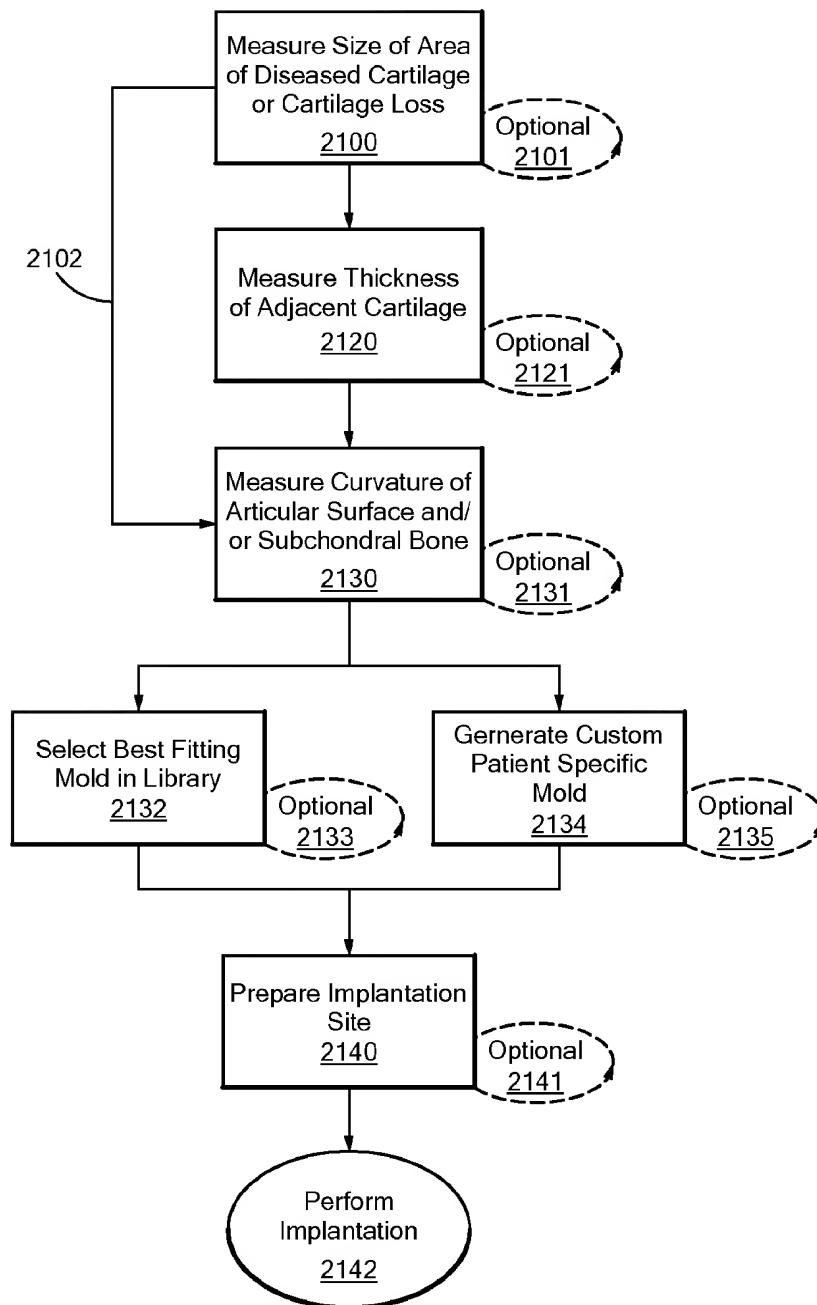 Measure Size of Area
of Diseased Cartilage
or Cartilage Loss
2100
Optional
2101
2102
Measure Thickness
of Adjacent Cartilage
2120
Optional
2121
Measure Curvature of
Articular Surface and/
or Subchondral Bone
2130
Optional
2131
Select Best Fitting
Mold in Library
2132
Optional
2133
Gernerate Custom
Patient Specific
Mold
2134
Optional
2135
Prepare Implantation
Site
2140
Optional
2141
Perform
Implantation
2142